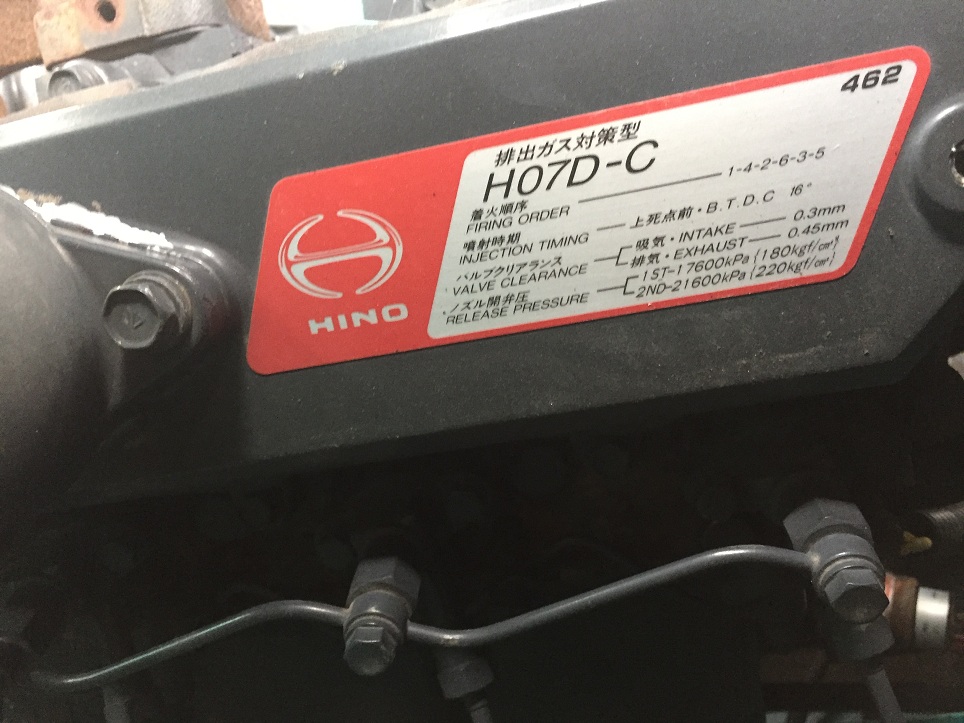 462
排出ガス対策型
H07D-C
着火順序
FIRING ORDER 1-4-2-6-3-5
噴射時期
INJECTION TIMING 上死点前・B.T.D.C 16°
バルブクリアランス
VALVE CLEARANCE
吸気・INTAKE 0.3mm
排気・EXHAUST 0.45mm
ノズル開弁圧
RELEASE PRESSURE
1ST-17600kPa{180kgf/c㎡}
2ND-21600kPa{220kgf/c㎡}
HINO